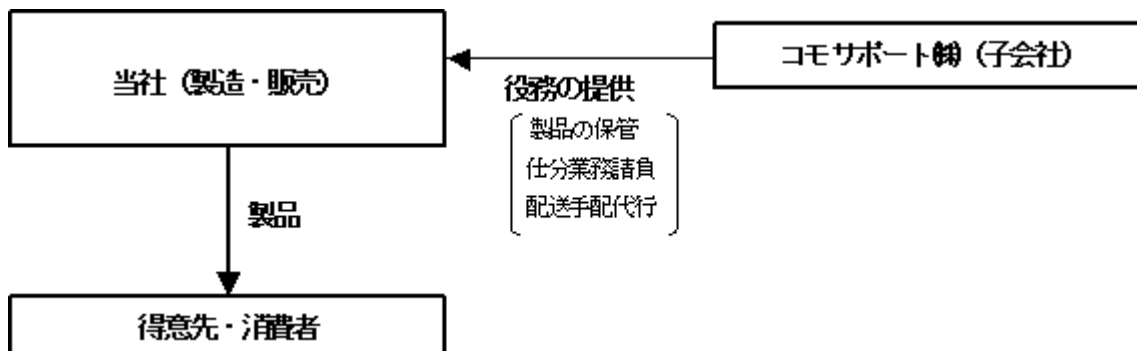 当社（製造・販売）
コモサポート㈱（子会社）
役務の提供
製品の保管
仕分業務請負
配送手配代行
製品
得意先・消費者